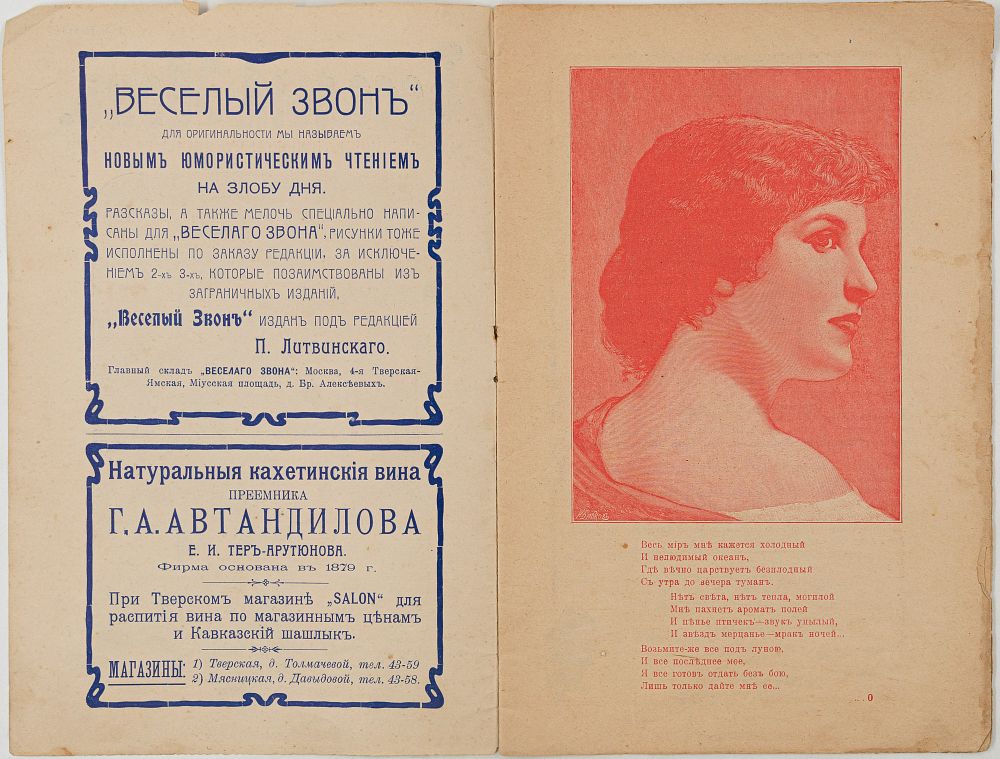 „ВЕСЕЛЫЙ ЗВОНЪ“
ДЛЯ ОРИГИНАЛЬНОСТИ МЫ НАЗЫВАЕМЪ
НОВЫМЪ ЮМОРИСТИЧЕСКИМЪ ЧТЕНІЕМЪ
НА ЗЛОБУ ДНЯ.
РАЗСКАЗЫ, А ТАКЖЕ МЕЛОЧЬ СПЕЦІАЛЬНО НАПИ-
САНЫ ДЛЯ „ВЕСЕЛАГО ЗВОНА“, РИСУНКИ ТОЖЕ
ИСПОЛНЕНЫ ПО ЗАКАЗУ РЕДАКЦІИ, ЗА ИСКЛЮЧЕ-
НІЕМЪ 2-хъ 3-хъ, КОТОРЫЕ ПОЗАИМСТВОВАНЫ ИЗЪ
ЗАГРАНИЧНЫХЪ ИЗДАНІЙ,
„Веселый Звонъ“ ИЗДАНЪ ПОДЪ РЕДАКЦІЕЙ
П. Литвинскаго.
Главный складъ „ВЕСЕЛАГО ЗВОНА“: Москва, 4-я Тверская-
Ямская, Міусская площадь, д. Бр. Алексѣевыхъ.
Натуральныя кахетинскія вина
ПРЕЕМНИКА
Г. А. АВТАНДИЛОВА
Е. И. ТЕРЪ-АРУТЮНОВА.
Фирма основана въ 1879 г.
При Тверскомъ магазинѣ „SALON“ для
распитія вина по магазиннымъ цѣнамъ
и Кавказскій шашлыкъ.
МАГАЗИНЫ: 1) Тверская, д. Толмачевой, тел. 43-59
2) Мясницкая, д. Давыдовой, тел. 43-58.
Весь міръ мнѣ кажется холодный
И нелюдимый океанъ,
Гдѣ вѣчно царствуетъ безплодный
Съ утра до вечера туманъ.
Нѣтъ свѣта, нѣтъ тепла, могилой
Мнѣ пахнетъ ароматъ полей
И пѣнье птичекъ—звукъ унылый,
И звѣздъ мерцанье—мракъ ночей...
Возьмите-же все подъ луною,
И все послѣднее мое,
Я все готовъ отдать безъ бою,
Лишь только дайте мнѣ ее...
...0